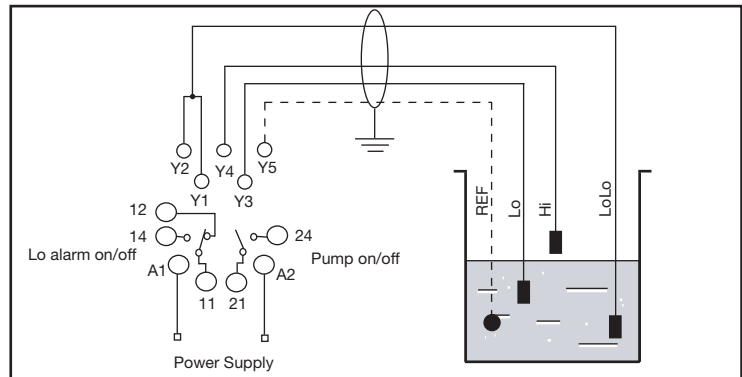 Y2
Y4
Y5
Y1
Y3
12
14
24
Lo alarm on/off
Pump on/off
A1
A2
11
21
Power Supply
REF
Lo
Hi
LoLo